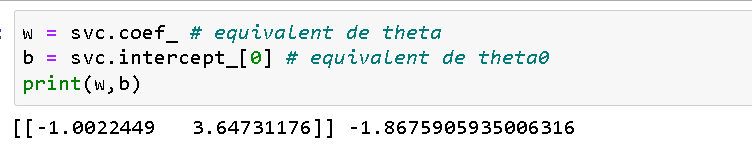 w = svc.coef_ # equivalent de theta
b = svc.intercept_[0] # equivalent de theta0
print(w,b)
[[-1.0022449 3.64731176]] -1.8675905935006316